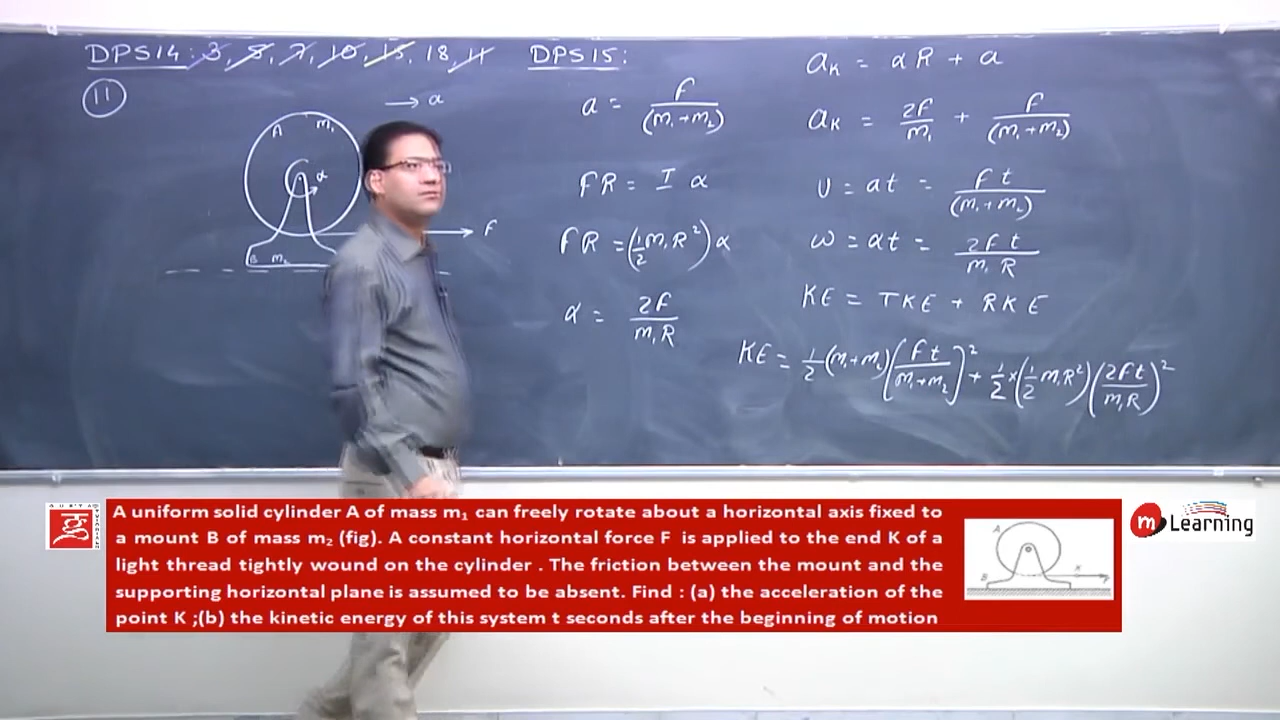 DPS14: 3, 8, 7, 10, 15, 18, 11
DPS15:
11
A
m₁
→ a
α
F
B m₂
a = F/(m₁+m₂)
FR = I α
FR = (½ m₁R²) α
α = 2F/m₁R
a_K = αR + a
a_K = 2F/m₁ + F/(m₁+m₂)
v = at = Ft/(m₁+m₂)
ω = αt = 2Ft/m₁R
KE = TKE + RKE
KE = ½(m₁+m₂)[Ft/m₁+m₂]² + ½×(½m₁R²)(2Ft/m₁R)²
A uniform solid cylinder A of mass m₁ can freely rotate about a horizontal axis fixed to
a mount B of mass m₂ (fig). A constant horizontal force F is applied to the end K of a
light thread tightly wound on the cylinder . The friction between the mount and the
supporting horizontal plane is assumed to be absent. Find : (a) the acceleration of the
point K ;(b) the kinetic energy of this system t seconds after the beginning of motion
A
B
m Learning